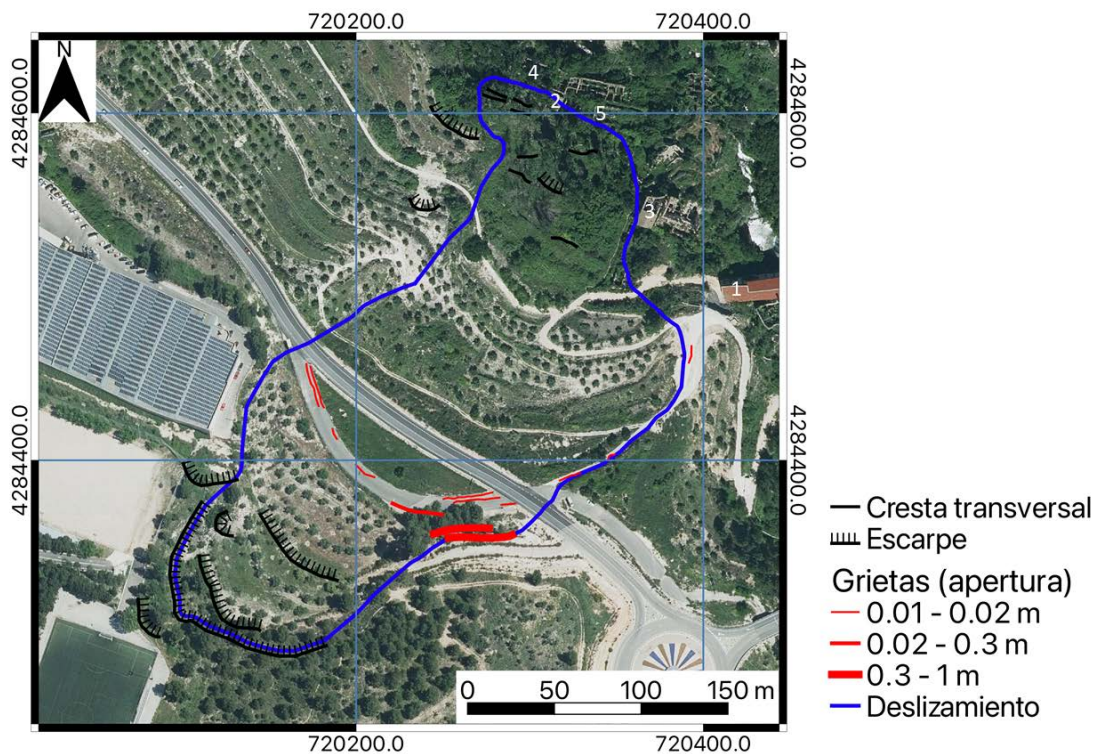 720200.0
720400.0
N
4284600.0
4284600.0
4
2
5
3
1
4284400.0
4284400.0
Cresta transversal
Escarpe
Grietas (apertura)
0.01 - 0.02 m
0.02 - 0.3 m
0.3 - 1 m
Deslizamiento
0 50 100 150 m
720200.0
720400.0